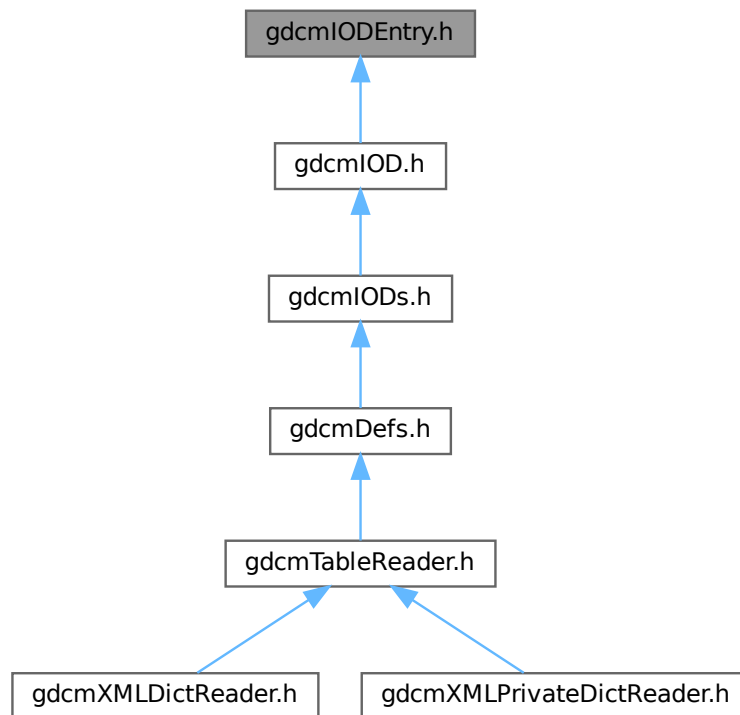 gdcmIODEntry.h
gdcmIOD.h
gdcmIODs.h
gdcmDefs.h
gdcmTableReader.h
gdcmXMLDictReader.h
gdcmXMLPrivateDictReader.h